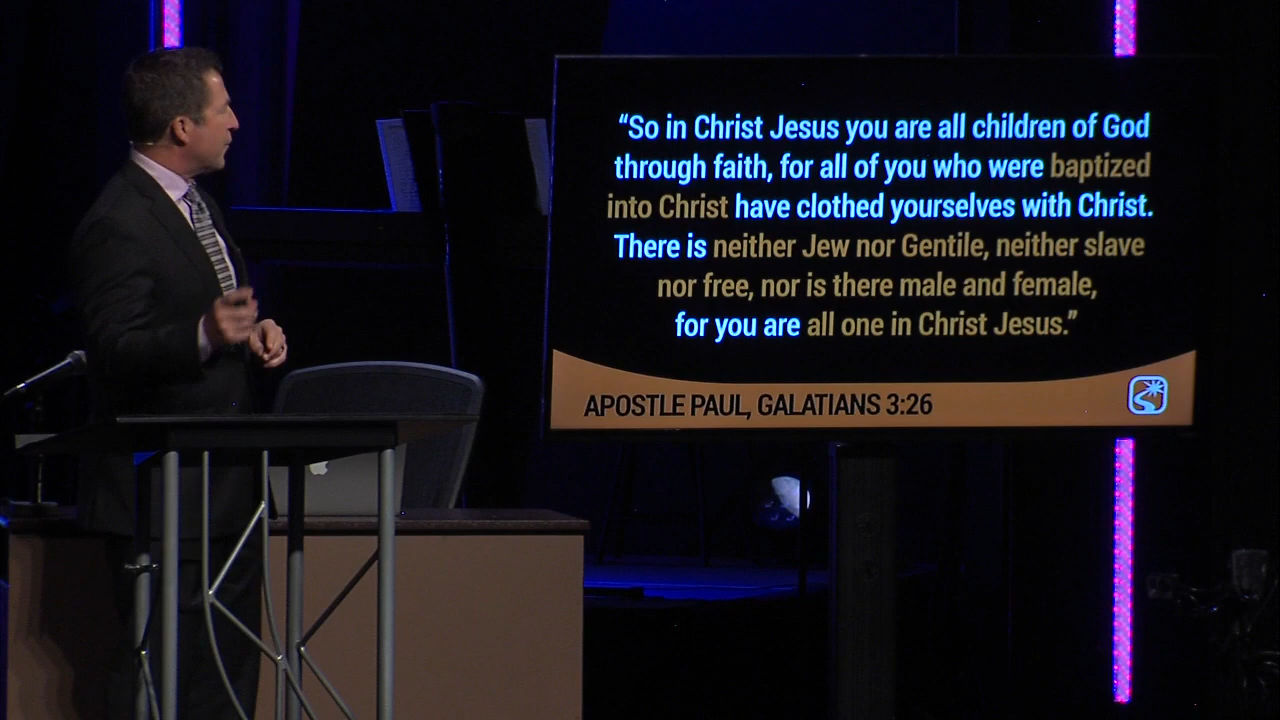 “So in Christ Jesus you are all children of God
through faith, for all of you who were baptized
into Christ have clothed yourselves with Christ.
There is neither Jew nor Gentile, neither slave
nor free, nor is there male and female,
for you are all one in Christ Jesus.”
APOSTLE PAUL, GALATIANS 3:26